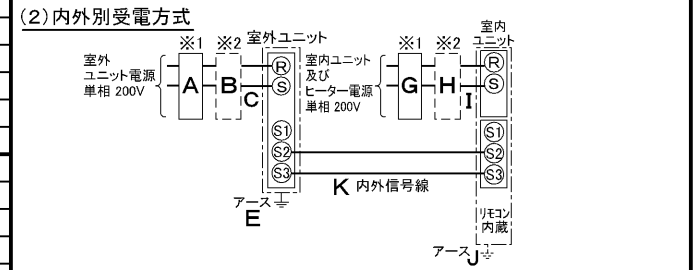 (2)内外別受電方式
※1
※2
室外ユニット
室外
ユニット電源
単相 200V
A
B
C
R
S
S1
S2
S3
アース
E
※1
※2
室内
ユニット
室内ユニット
及び
ヒーター電源
単相 200V
G
H
I
R
S
S1
S2
S3
K 内外信号線
リモコン
内蔵
アース
J